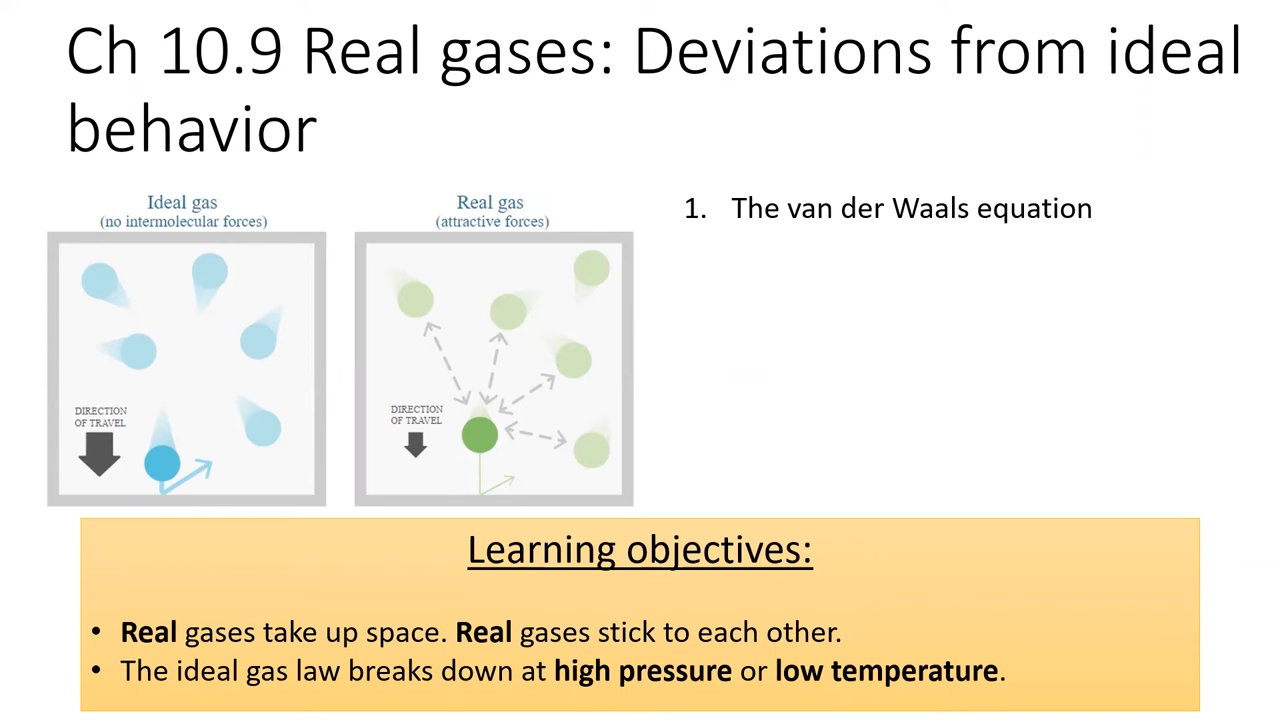 Ch 10.9 Real gases: Deviations from ideal
behavior
Ideal gas
(no intermolecular forces)
DIRECTION
OF TRAVEL
Real gas
(attractive forces)
DIRECTION
OF TRAVEL
1. The van der Waals equation
Learning objectives:
• Real gases take up space. Real gases stick to each other.
• The ideal gas law breaks down at high pressure or low temperature.